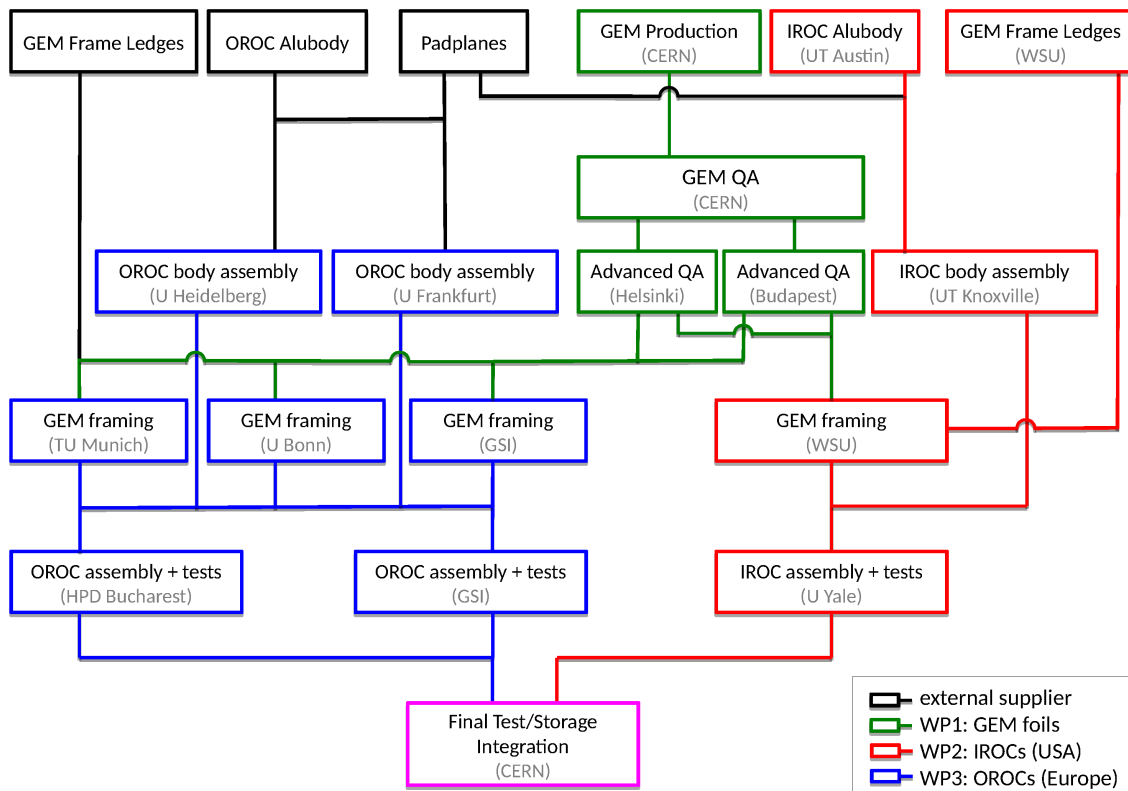 GEM Frame Ledges
OROC Alubody
Padplanes
GEM Production
(CERN)
IROC Alubody
(UT Austin)
GEM Frame Ledges
(WSU)
GEM QA
(CERN)
OROC body assembly
(U Heidelberg)
OROC body assembly
(U Frankfurt)
Advanced QA
(Helsinki)
Advanced QA
(Budapest)
IROC body assembly
(UT Knoxville)
GEM framing
(TU Munich)
GEM framing
(U Bonn)
GEM framing
(GSI)
GEM framing
(WSU)
OROC assembly + tests
(HPD Bucharest)
OROC assembly + tests
(GSI)
IROC assembly + tests
(U Yale)
Final Test/Storage
Integration
(CERN)
external supplier
WP1: GEM foils
WP2: IROCs (USA)
WP3: OROCs (Europe)